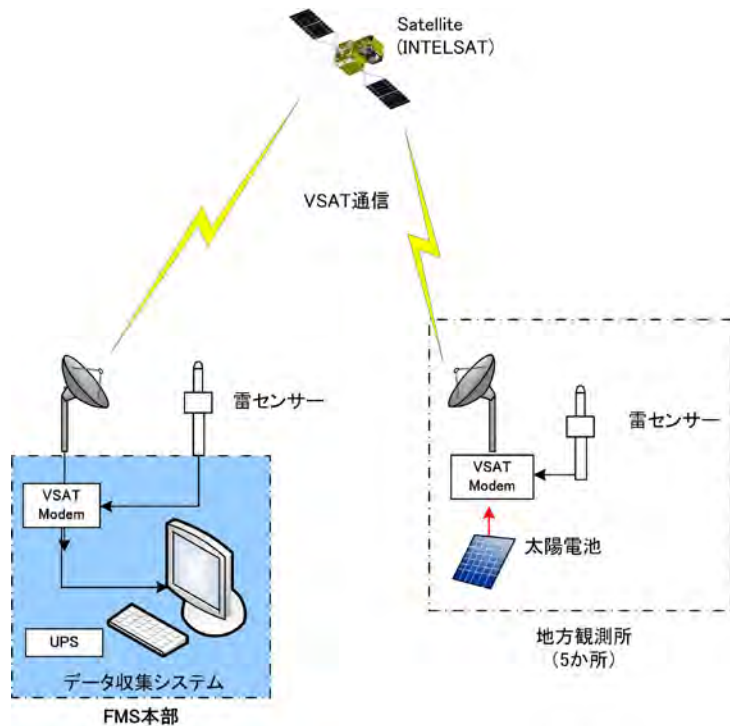 Satellite
(INTELSAT)
VSAT通信
雷センサー
VSAT
Modem
UPS
データ収集システム
FMS本部
雷センサー
VSAT
Modem
太陽電池
地方観測所
(5か所)